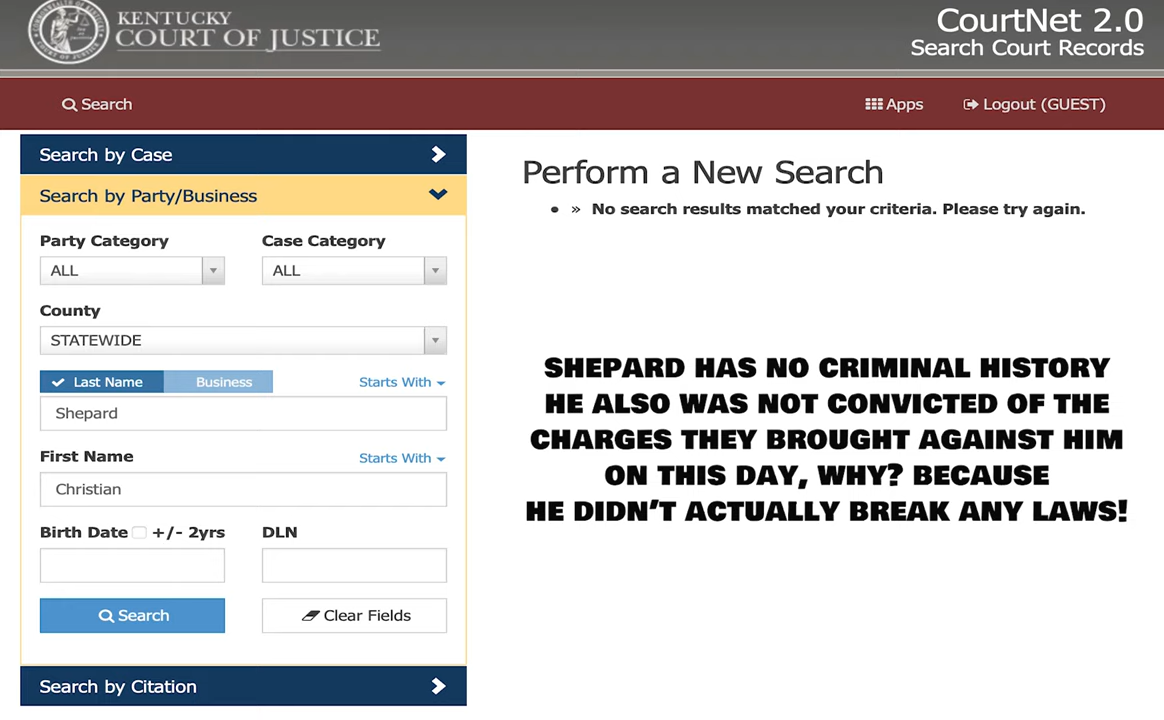 KENTUCKY
COURT OF JUSTICE
CourtNet 2.0
Search Court Records
Search
Apps
Logout (GUEST)
Search by Case
Search by Party/Business
Party Category
Case Category
ALL
ALL
County
STATEWIDE
Last Name
Business
Starts With
Shepard
First Name
Starts With
Christian
Birth Date +/- 2yrs
DLN
Search
Clear Fields
Search by Citation
Perform a New Search
• » No search results matched your criteria. Please try again.
SHEPARD HAS NO CRIMINAL HISTORY
HE ALSO WAS NOT CONVICTED OF THE
CHARGES THEY BROUGHT AGAINST HIM
ON THIS DAY, WHY? BECAUSE
HE DIDN'T ACTUALLY BREAK ANY LAWS!